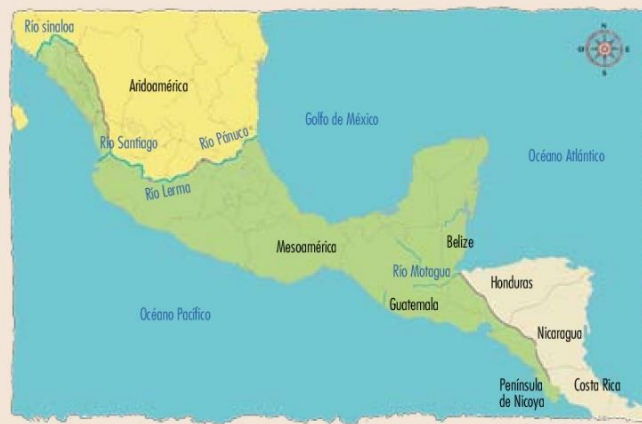 Río sinaloa
N
O
E
S
Aridoamérica
Golfo de México
Río Pánuco
Río Santiago
Océano Atlántico
Río Lerma
Mesoamérica
Belize
Río Motagua
Honduras
Guatemala
Océano Pacífico
Nicaragua
Península
de Nicoya
Costa Rica